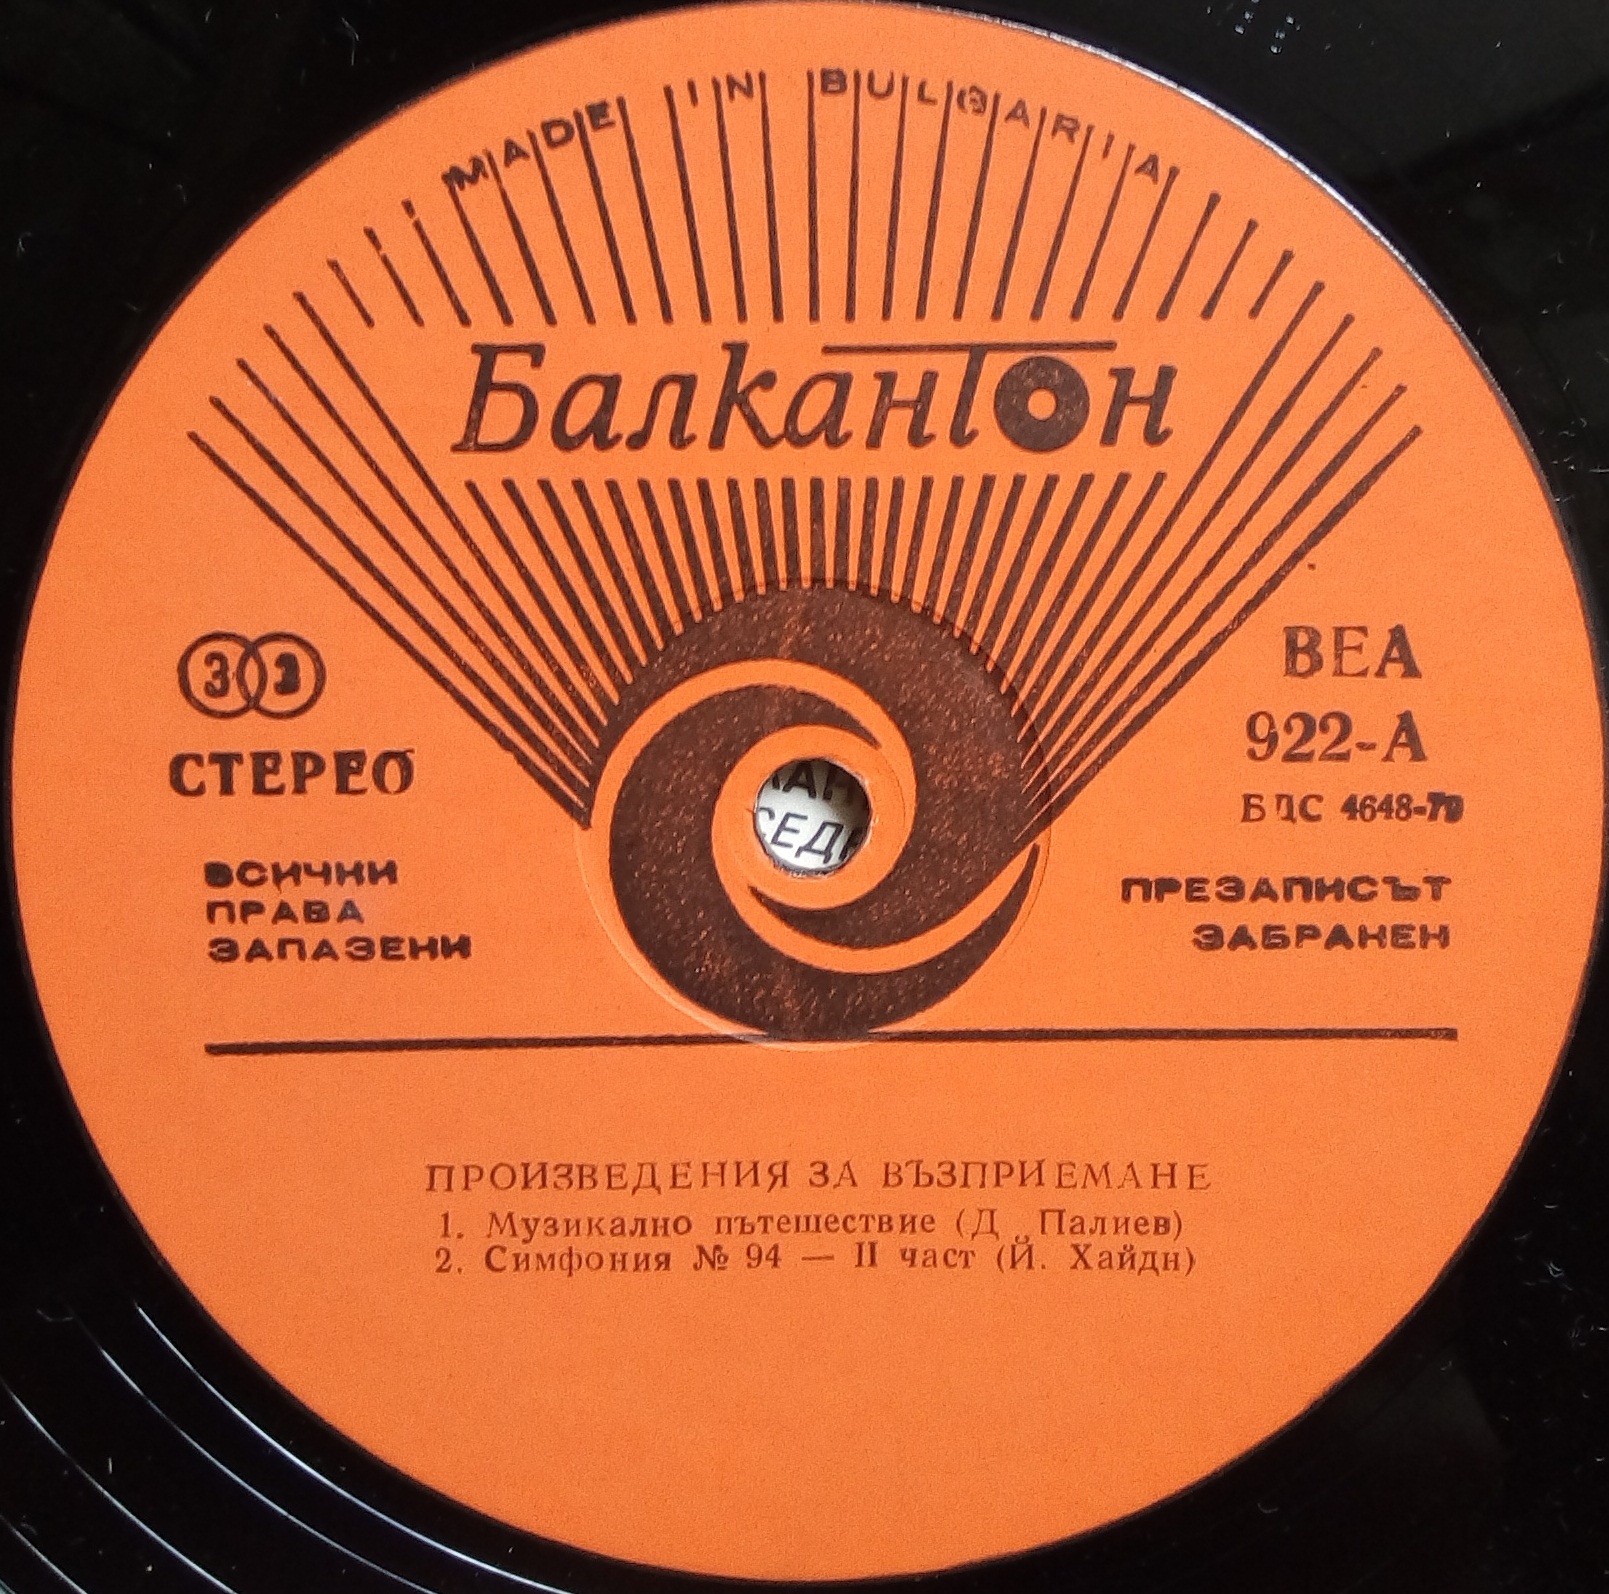 MADE IN BULGARIA
Балкантон
33
СТЕРЕО
ВЕА
922-А
БДС 4648-70
ВСИЧКИ
ПРАВА
ЗАПАЗЕНИ
ПРЕЗАПИСЪТ
ЗАБРАНЕН
ПРОИЗВЕДЕНИЯ ЗА ВЪЗПРИЕМАНЕ
1. Музикално пътешествие (Д. Палиев)
2. Симфония № 94 — II част (Й. Хайдн)